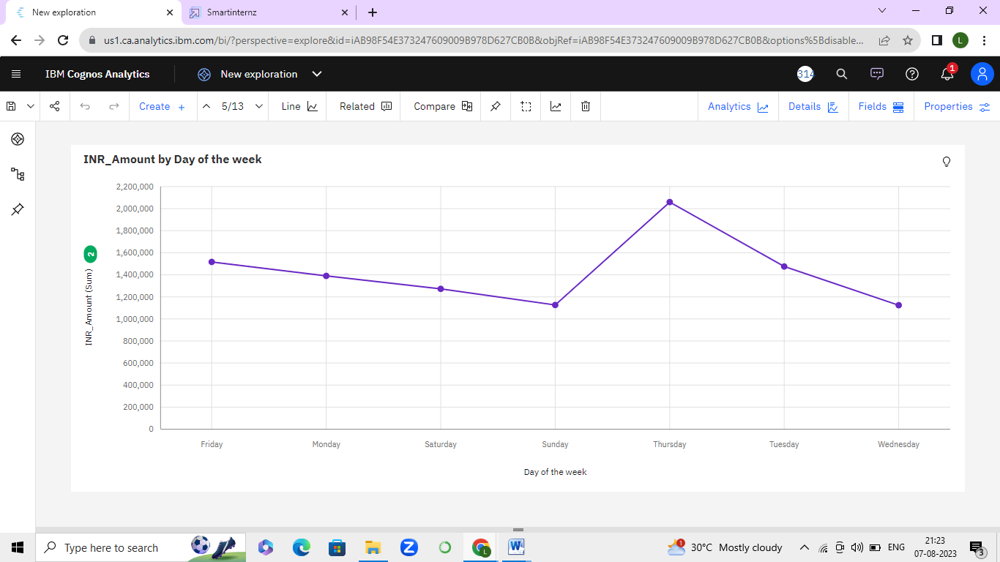 New exploration
Smartinternz
us1.ca.analytics.ibm.com/bi/?perspective=explore&id=iAB98F54E373247609009B978D627CB0B&objRef=iAB98F54E373247609009B978D627CB0B&options%5Bdisable...
L
IBM Cognos Analytics
New exploration
314
1
Create +
5/13
Line
Related
Compare
Analytics
Details
Fields
Properties
INR_Amount by Day of the week
2,200,000
2,000,000
1,800,000
1,600,000
1,400,000
1,200,000
1,000,000
800,000
600,000
400,000
200,000
0
INR_Amount (Sum)
2
Friday
Monday
Saturday
Sunday
Thursday
Tuesday
Wednesday
Day of the week
Type here to search
Z
L
W
1
30°C Mostly cloudy
ENG
21:23
07-08-2023
3